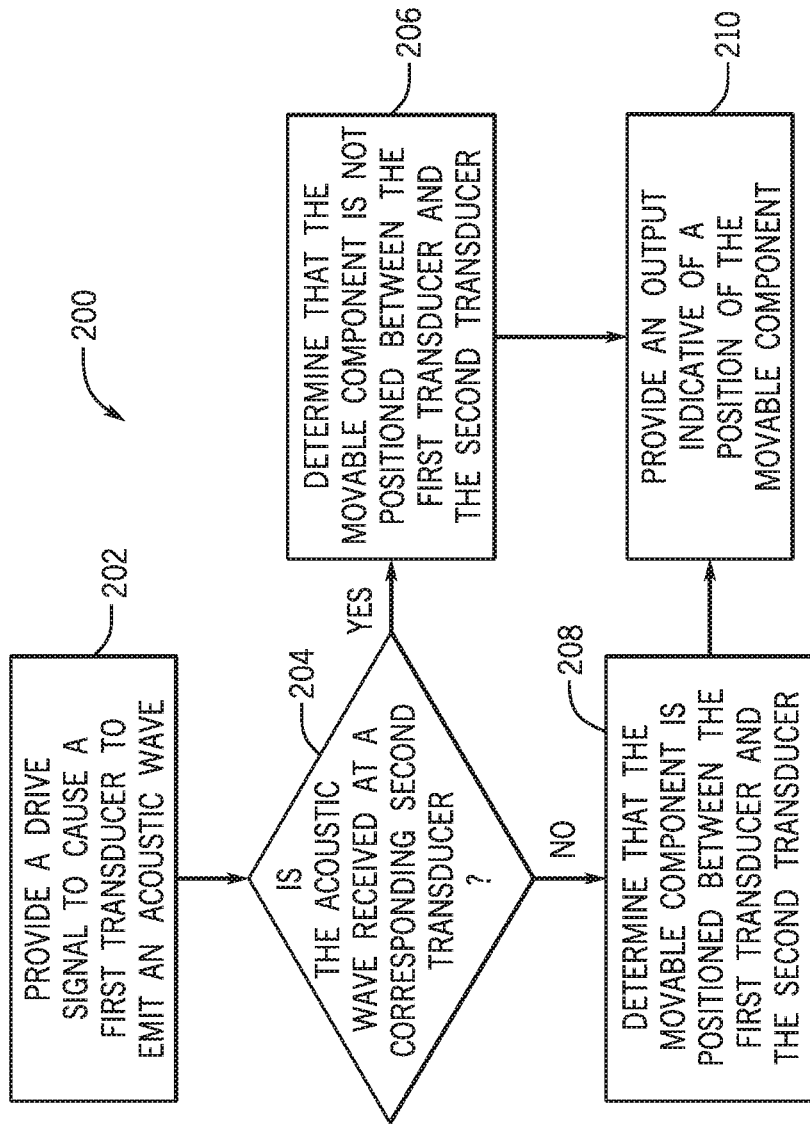 200
202
PROVIDE A DRIVE
SIGNAL TO CAUSE A
FIRST TRANSDUCER TO
EMIT AN ACOUSTIC WAVE
204
IS
THE ACOUSTIC
WAVE RECEIVED AT A
CORRESPONDING SECOND
TRANSDUCER
?
YES
206
DETERMINE THAT THE
MOVABLE COMPONENT IS NOT
POSITIONED BETWEEN THE
FIRST TRANSDUCER AND
THE SECOND TRANSDUCER
NO
208
DETERMINE THAT THE
MOVABLE COMPONENT IS
POSITIONED BETWEEN THE
FIRST TRANSDUCER AND
THE SECOND TRANSDUCER
210
PROVIDE AN OUTPUT
INDICATIVE OF A
POSITION OF THE
MOVABLE COMPONENT